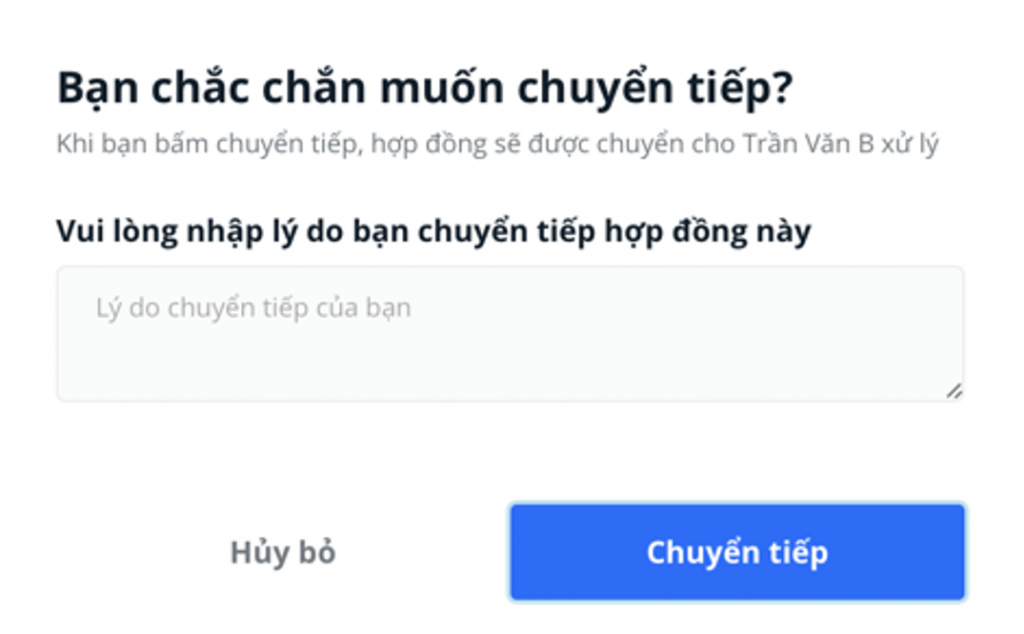 Bạn chắc chắn muốn chuyển tiếp?
Khi bạn bấm chuyển tiếp, hợp đồng sẽ được chuyển cho Trần Văn B xử lý
Vui lòng nhập lý do bạn chuyển tiếp hợp đồng này
Lý do chuyển tiếp của bạn
Hủy bỏ
Chuyển tiếp